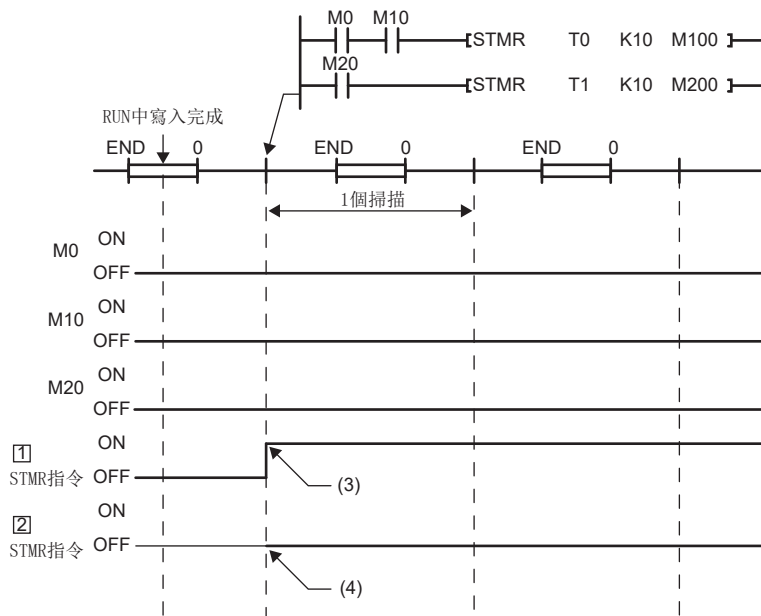 M0 M10
STMR T0 K10 M100
M20
STMR T1 K10 M200
RUN中寫入完成
END 0 END 0 END 0
1個掃描
M0 ON
OFF
M10 ON
OFF
M20 ON
OFF
1 ON
STMR指令 OFF
(3)
2 ON
STMR指令 OFF
(4)